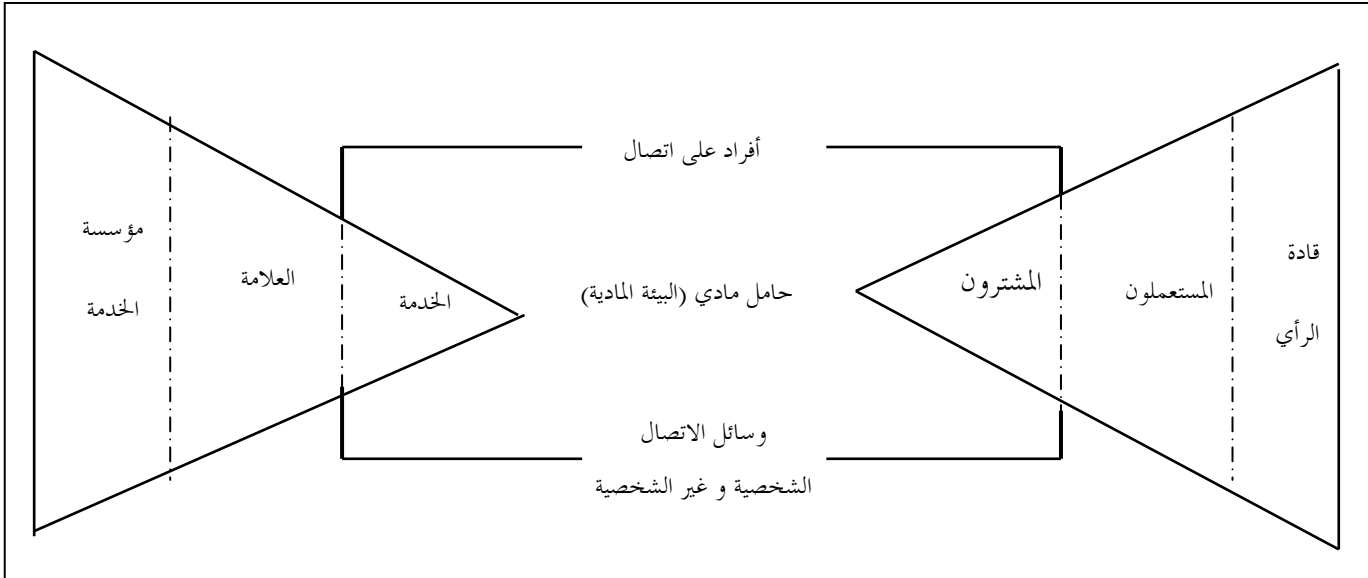 أفراد على اتصال
قادة
الرأي
المستعملون
المشترون
حامل مادي (البيئة المادية)
الخدمة
العلامة
مؤسسة
الخدمة
وسائل الاتصال
الشخصية و غير الشخصية